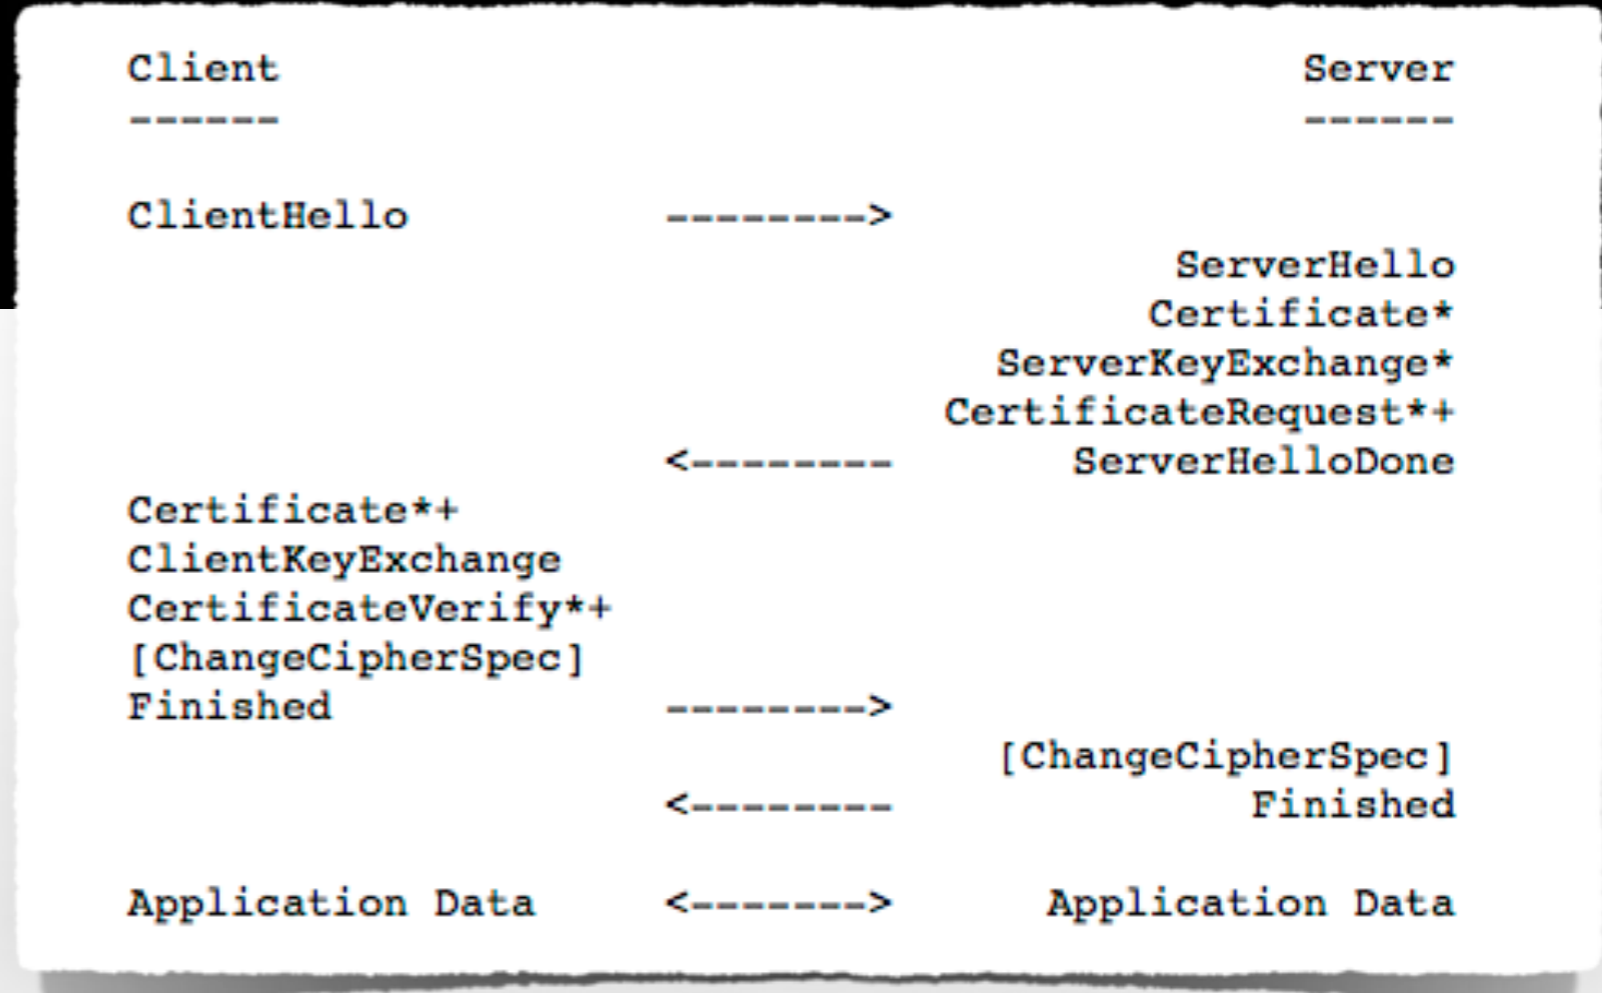 Client                                              Server
------                                              ------
ClientHello          -------->
ServerHello
Certificate*
ServerKeyExchange*
CertificateRequest*+
<--------       ServerHelloDone
Certificate*+
ClientKeyExchange
CertificateVerify*+
[ChangeCipherSpec]
Finished             -------->
[ChangeCipherSpec]
<--------              Finished
Application Data     <------->      Application Data